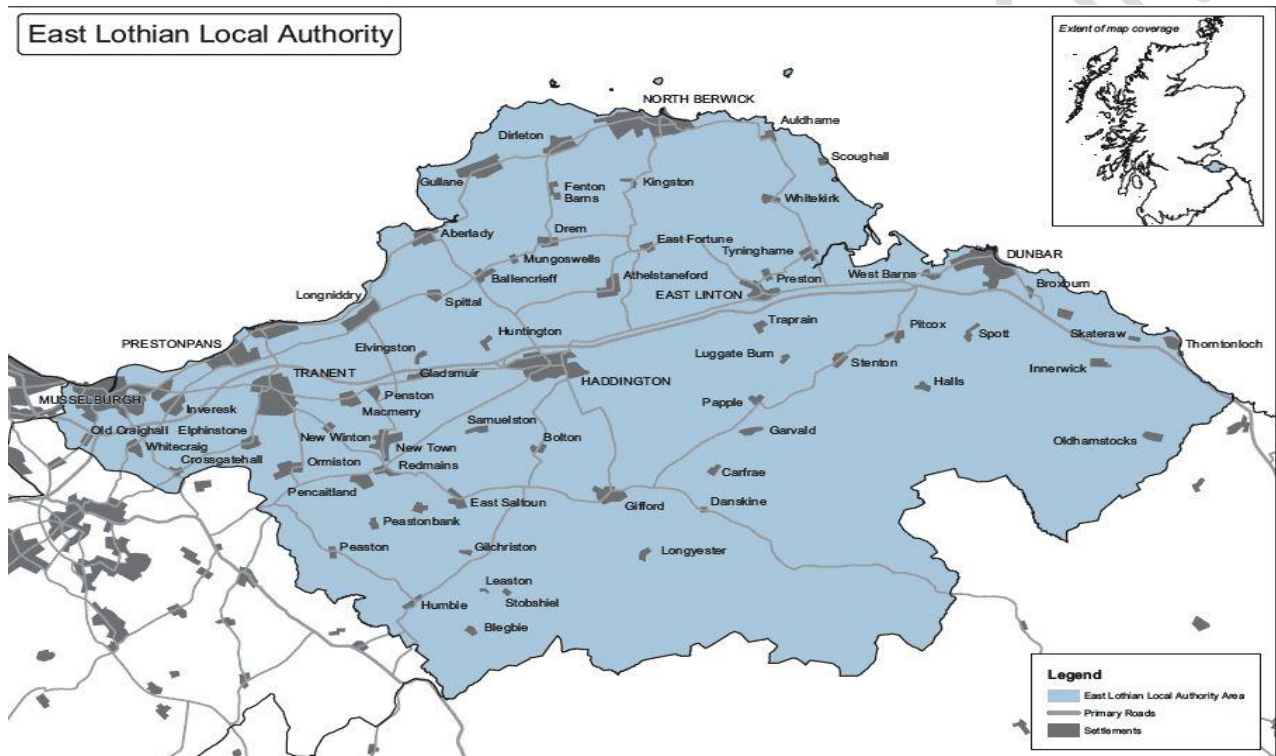 East Lothian Local Authority
Extent of map coverage
NORTH BERWICK
Auldhame
Dirleton
Scoughall
Gullane
Fenton
Barns
Kingston
Whitekirk
Aberlady
Drem
East Fortune
Tyninghame
Mungoswells
Ballencrieff
Athelstaneford
Preston
West Barns
DUNBAR
Broxburn
EAST LINTON
Longniddry
Spittal
Traprain
Pitcox
Spott
Skateraw
Thorntonloch
Huntington
PRESTONPANS
Elvingston
Luggate Burn
Stenton
Innerwick
TRANENT
Gladsmuir
HADDINGTON
Halls
MUSSELBURGH
Inveresk
Penston
Macmerry
Papple
Samuelston
Garvald
Old Craighall
Elphinstone
New Winton
New Town
Bolton
Oldhamstocks
Whitecraig
Crossgatehall
Ormiston
Redmains
Carfrae
Pencaitland
East Saltoun
Gifford
Danskine
Peastonbank
Peaston
Gilchriston
Longyester
Leaston
Humbie
Stobshiel
Blegbie
Legend
East Lothian Local Authority Area
Primary Roads
Settlements